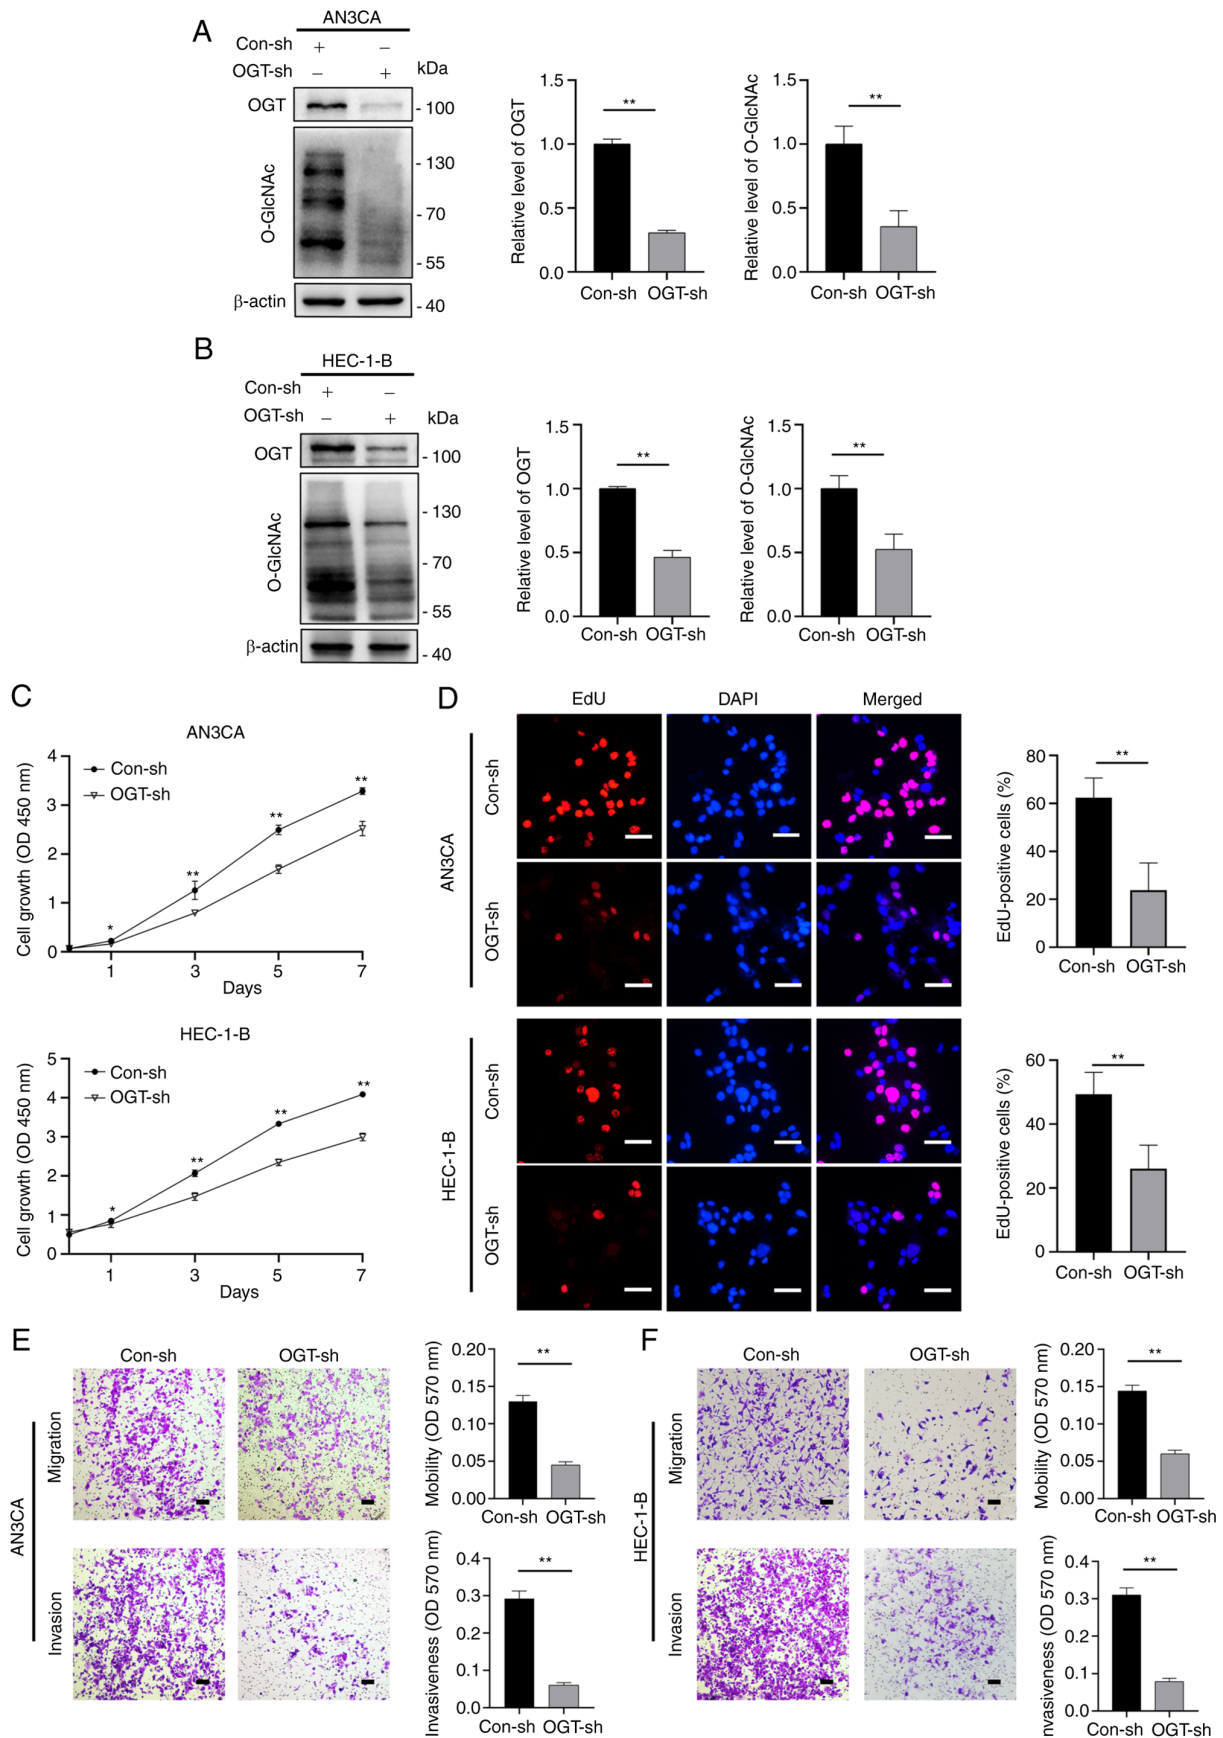 A
AN3CA
Con-sh + –
OGT-sh – + kDa
OGT - 100
O-GlcNAc
- 130
- 70
- 55
β-actin - 40
Relative level of OGT
1.5
1.0
0.5
0.0
**
Con-sh OGT-sh
Relative level of O-GlcNAc
1.5
1.0
0.5
0.0
**
Con-sh OGT-sh
B
HEC-1-B
Con-sh + –
OGT-sh – + kDa
OGT - 100
O-GlcNAc
- 130
- 70
- 55
β-actin - 40
Relative level of OGT
1.5
1.0
0.5
0.0
**
Con-sh OGT-sh
Relative level of O-GlcNAc
1.5
1.0
0.5
0.0
**
Con-sh OGT-sh
C
AN3CA
Cell growth (OD 450 nm)
4
3
2
1
0
Con-sh
OGT-sh
* ** ** **
1 3 5 7
Days
HEC-1-B
Cell growth (OD 450 nm)
5
4
3
2
1
0
Con-sh
OGT-sh
* ** ** **
1 3 5 7
Days
D
EdU DAPI Merged
AN3CA
Con-sh
OGT-sh
HEC-1-B
Con-sh
OGT-sh
EdU-positive cells (%)
80
60
40
20
0
**
Con-sh OGT-sh
EdU-positive cells (%)
60
40
20
0
**
Con-sh OGT-sh
E
Con-sh OGT-sh
AN3CA
Migration
Invasion
Mobility (OD 570 nm)
0.20
0.15
0.10
0.05
0.00
**
Con-sh OGT-sh
Invasiveness (OD 570 nm)
0.4
0.3
0.2
0.1
0.0
**
Con-sh OGT-sh
F
Con-sh OGT-sh
HEC-1-B
Migration
Invasion
Mobility (OD 570 nm)
0.20
0.15
0.10
0.05
0.00
**
Con-sh OGT-sh
nvasiveness (OD 570 nm)
0.4
0.3
0.2
0.1
0.0
**
Con-sh OGT-sh